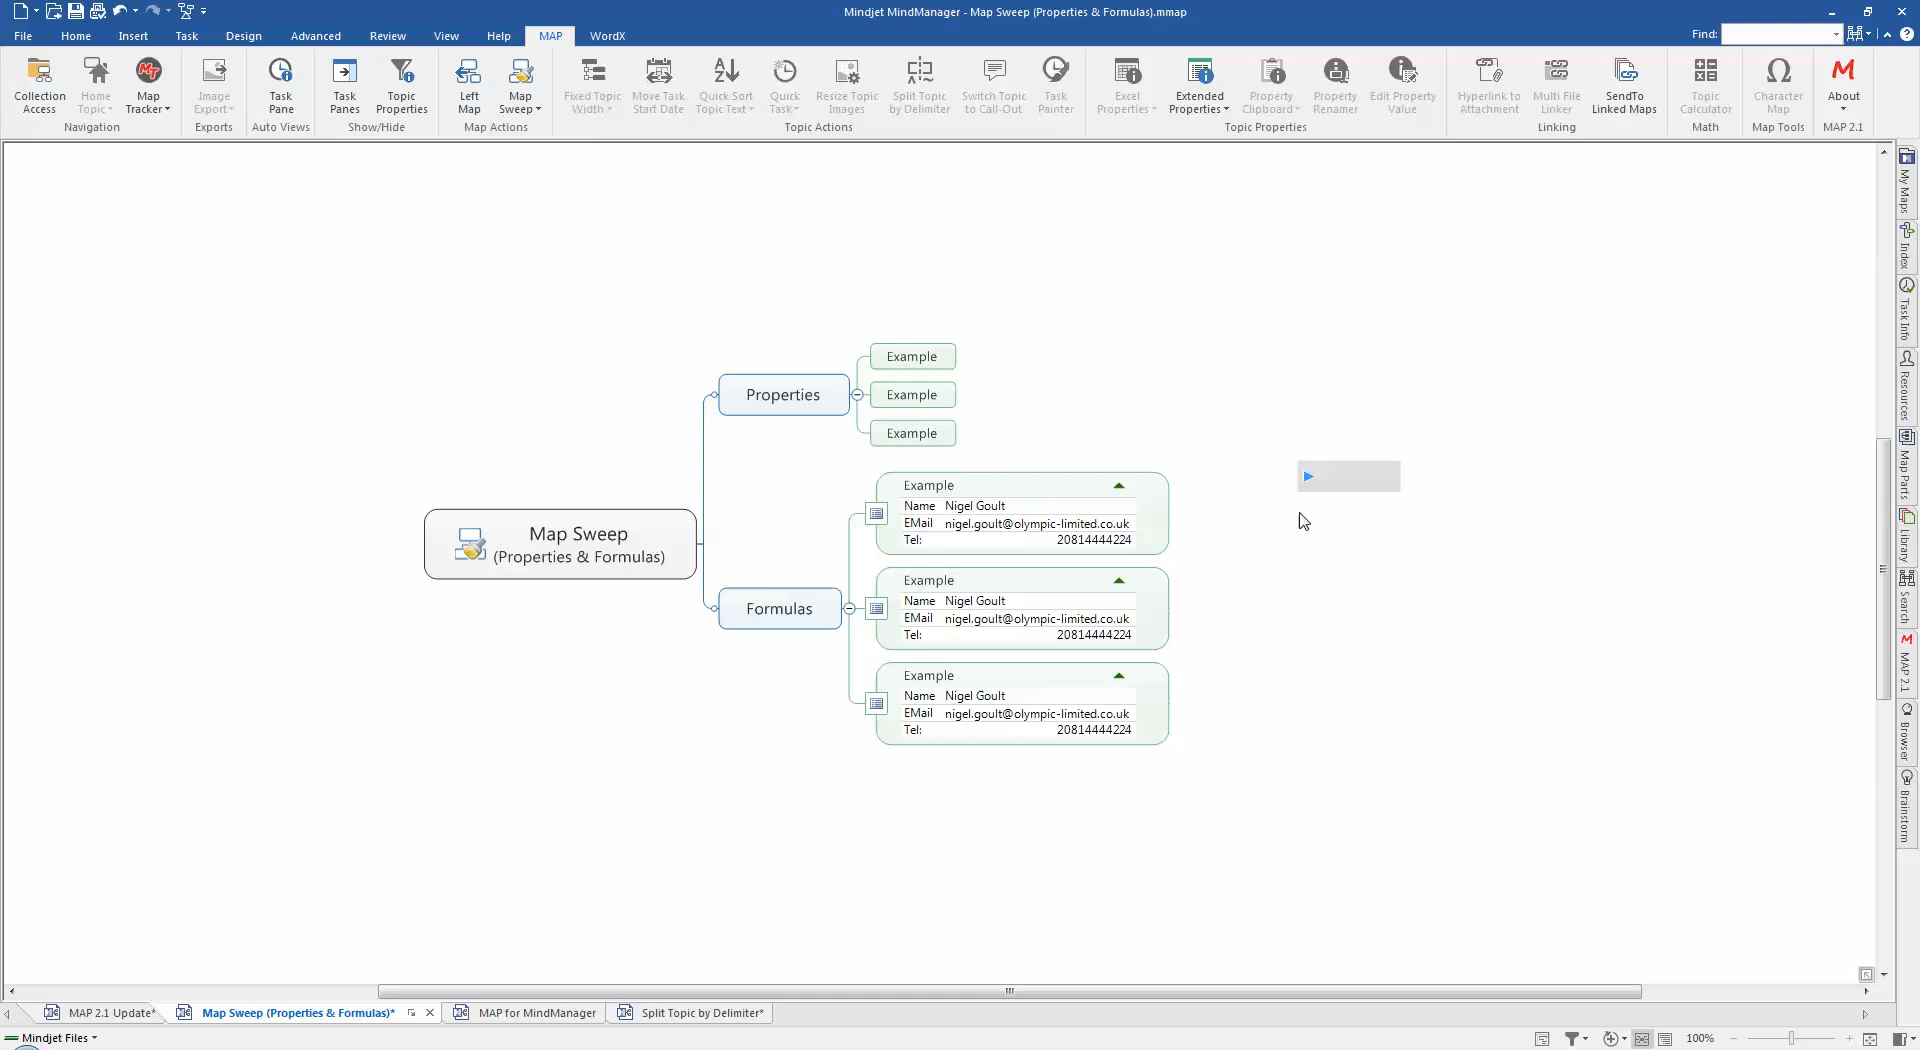 Mindjet MindManager - Map Sweep (Properties & Formulas).mmap
File Home Insert Task Design Advanced Review View Help MAP WordX Find:
Collection Access
Home Topic
Map Tracker
Navigation
Image Export
Exports
Task Pane
Auto Views
Task Panes
Topic Properties
Show/Hide
Left Map
Map Sweep
Map Actions
Fixed Topic Width
Move Task Start Date
Quick Sort Topic Text
Quick Task
Resize Topic Images
Split Topic by Delimiter
Switch Topic to Call-Out
Task Painter
Topic Actions
Excel Properties
Extended Properties
Property Clipboard
Property Renamer
Edit Property Value
Topic Properties
Hyperlink to Attachment
Multi File Linker
SendTo Linked Maps
Linking
Topic Calculator
Math
Character Map
Map Tools
About
MAP 2.1
Map Sweep
(Properties & Formulas)
Properties
Example
Example
Example
Formulas
Example
Name Nigel Goult
EMail nigel.goult@olympic-limited.co.uk
Tel: 20814444224
Example
Name Nigel Goult
EMail nigel.goult@olympic-limited.co.uk
Tel: 20814444224
Example
Name Nigel Goult
EMail nigel.goult@olympic-limited.co.uk
Tel: 20814444224
My Maps
Index
Task Info
Resources
Map Parts
Library
Search
MAP 2.1
Browser
Brainstorm
MAP 2.1 Update* Map Sweep (Properties & Formulas)* MAP for MindManager Split Topic by Delimiter*
Mindjet Files 100%